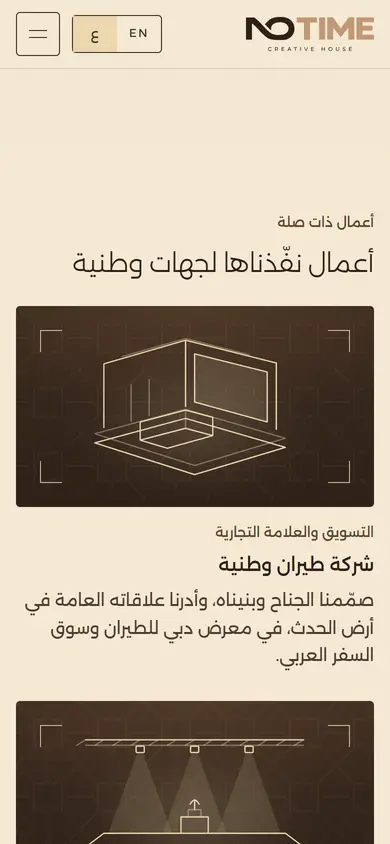 NOTIME
CREATIVE HOUSE
ع
EN
أعمال ذات صلة
أعمال نفّذناها لجهات وطنية
التسويق والعلامة التجارية
شركة طيران وطنية
صمّمنا الجناح وبنيناه، وأدرنا علاقاته العامة في
أرض الحدث، في معرض دبي للطيران وسوق
السفر العربي.